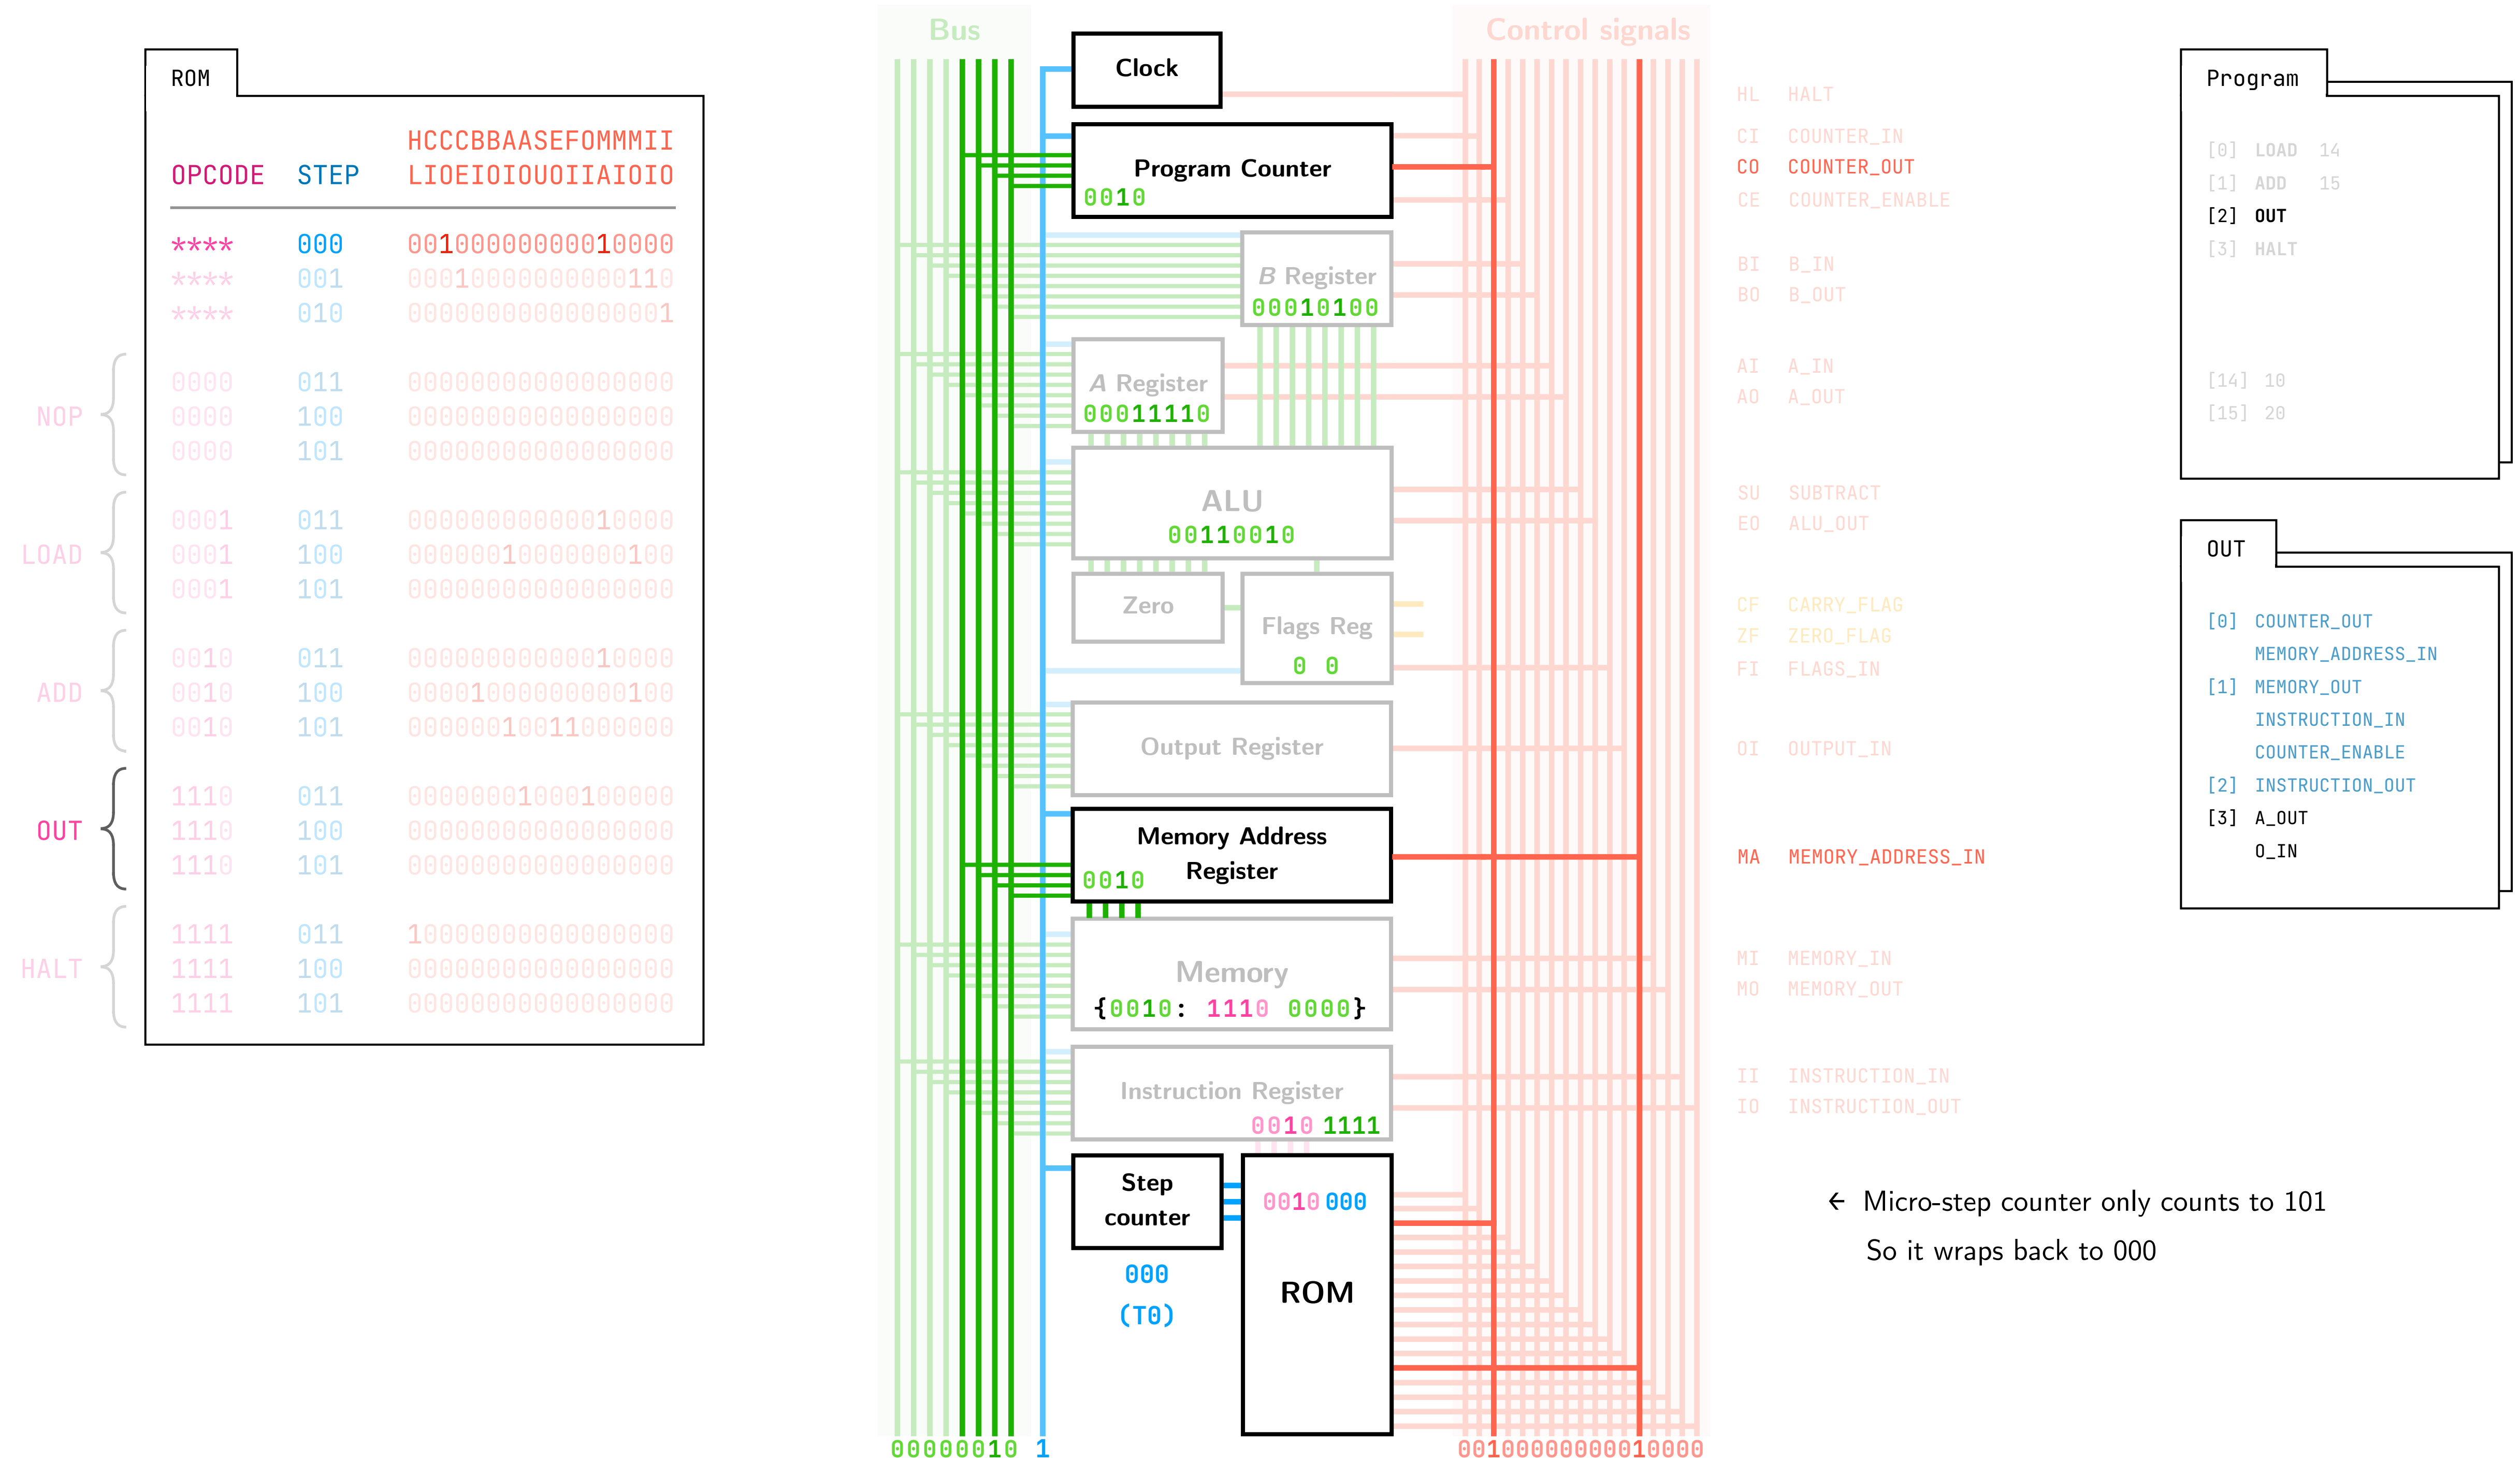 ROM
HCCCBBAASEFOMMMII
OPCODE STEP LIOEIOIOUOIIAIOIO
**** 000 00100000000010000
**** 001 00010000000000110
**** 010 00000000000000001
0000 011 00000000000000000
NOP 0000 100 00000000000000000
0000 101 00000000000000000
0001 011 00000000000010000
LOAD 0001 100 00000010000000100
0001 101 00000000000000000
0010 011 00000000000010000
ADD 0010 100 00001000000000100
0010 101 00000010011000000
1110 011 00000001000100000
OUT 1110 100 00000000000000000
1110 101 00000000000000000
1111 011 10000000000000000
HALT 1111 100 00000000000000000
1111 101 00000000000000000
Bus
Clock
Program Counter
0010
B Register
00010100
A Register
00011110
ALU
00110010
Zero
Flags Reg
0 0
Output Register
Memory Address
Register
0010
Memory
{0010: 1110 0000}
Instruction Register
0010 1111
Step
counter
000
(T0)
0010 000
ROM
00000010 1
00100000000010000
Control signals
HL HALT
CI COUNTER_IN
CO COUNTER_OUT
CE COUNTER_ENABLE
BI B_IN
BO B_OUT
AI A_IN
AO A_OUT
SU SUBTRACT
EO ALU_OUT
CF CARRY_FLAG
ZF ZERO_FLAG
FI FLAGS_IN
OI OUTPUT_IN
MA MEMORY_ADDRESS_IN
MI MEMORY_IN
MO MEMORY_OUT
II INSTRUCTION_IN
IO INSTRUCTION_OUT
← Micro-step counter only counts to 101
So it wraps back to 000
Program
[0] LOAD 14
[1] ADD 15
[2] OUT
[3] HALT
[14] 10
[15] 20
OUT
[0] COUNTER_OUT
MEMORY_ADDRESS_IN
[1] MEMORY_OUT
INSTRUCTION_IN
COUNTER_ENABLE
[2] INSTRUCTION_OUT
[3] A_OUT
O_IN